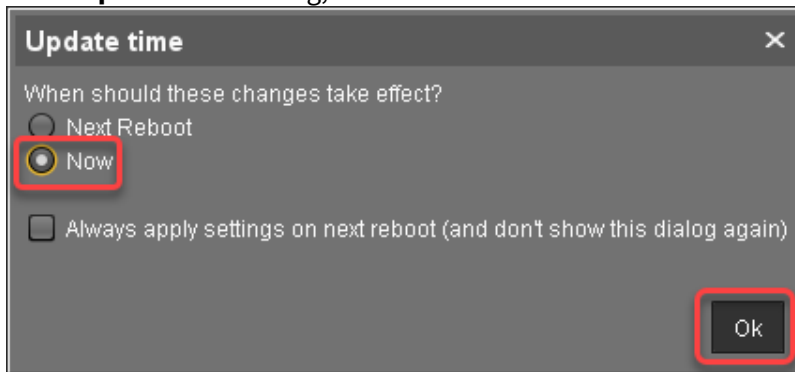 Update time
When should these changes take effect?
Next Reboot
Now
Always apply settings on next reboot (and don't show this dialog again)
Ok